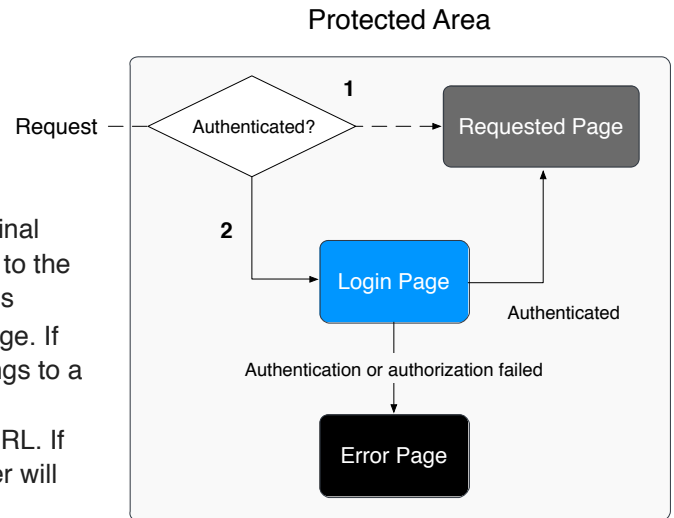 Protected Area
1
Request
Authenticated?
Requested Page
inal
to the
2
s
Login Page
ge. If
Authenticated
ngs to a
Authentication or authorization failed
RL. If
er will
Error Page